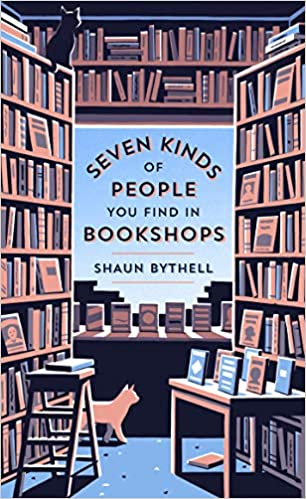 SEVEN KINDS
OF
PEOPLE
YOU FIND IN
BOOKSHOPS
SHAUN BYTHELL